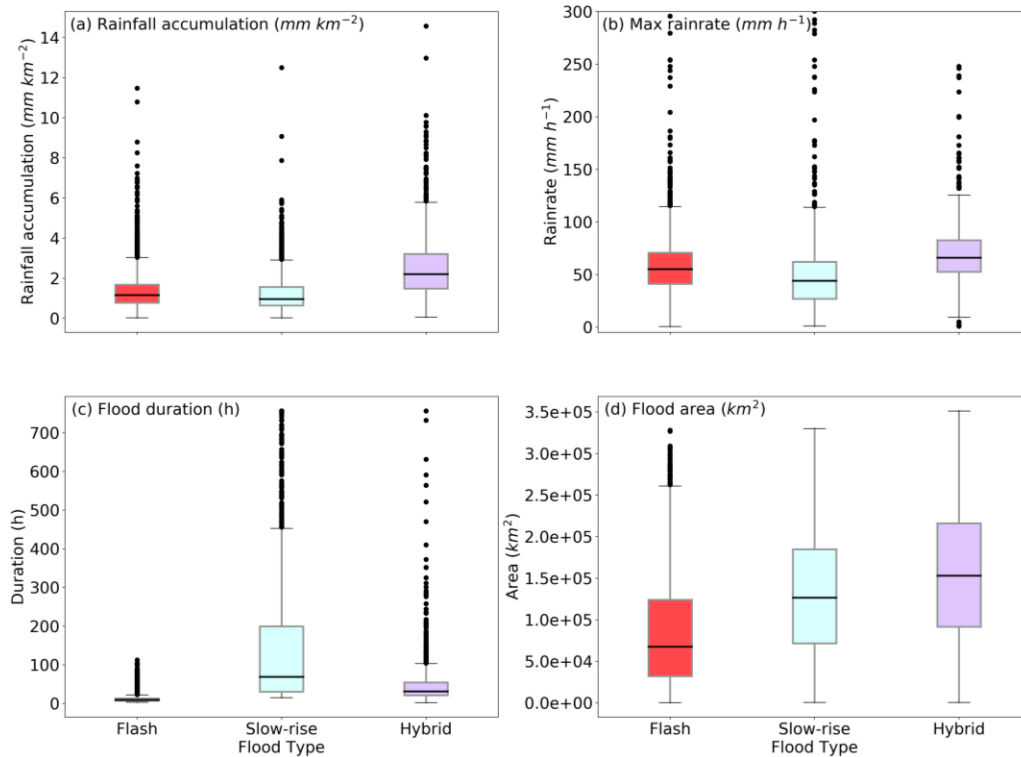 (a) Rainfall accumulation (mm km⁻²)
Rainfall accumulation (mm km⁻²)
14
12
10
8
6
4
2
0
(b) Max rainrate (mm h⁻¹)
Rainrate (mm h⁻¹)
300
250
200
150
100
50
0
(c) Flood duration (h)
Duration (h)
700
600
500
400
300
200
100
0
Flash
Slow-rise
Hybrid
Flood Type
(d) Flood area (km²)
Area (km²)
3.5e+05
3.0e+05
2.5e+05
2.0e+05
1.5e+05
1.0e+05
5.0e+04
0.0e+00
Flash
Slow-rise
Hybrid
Flood Type